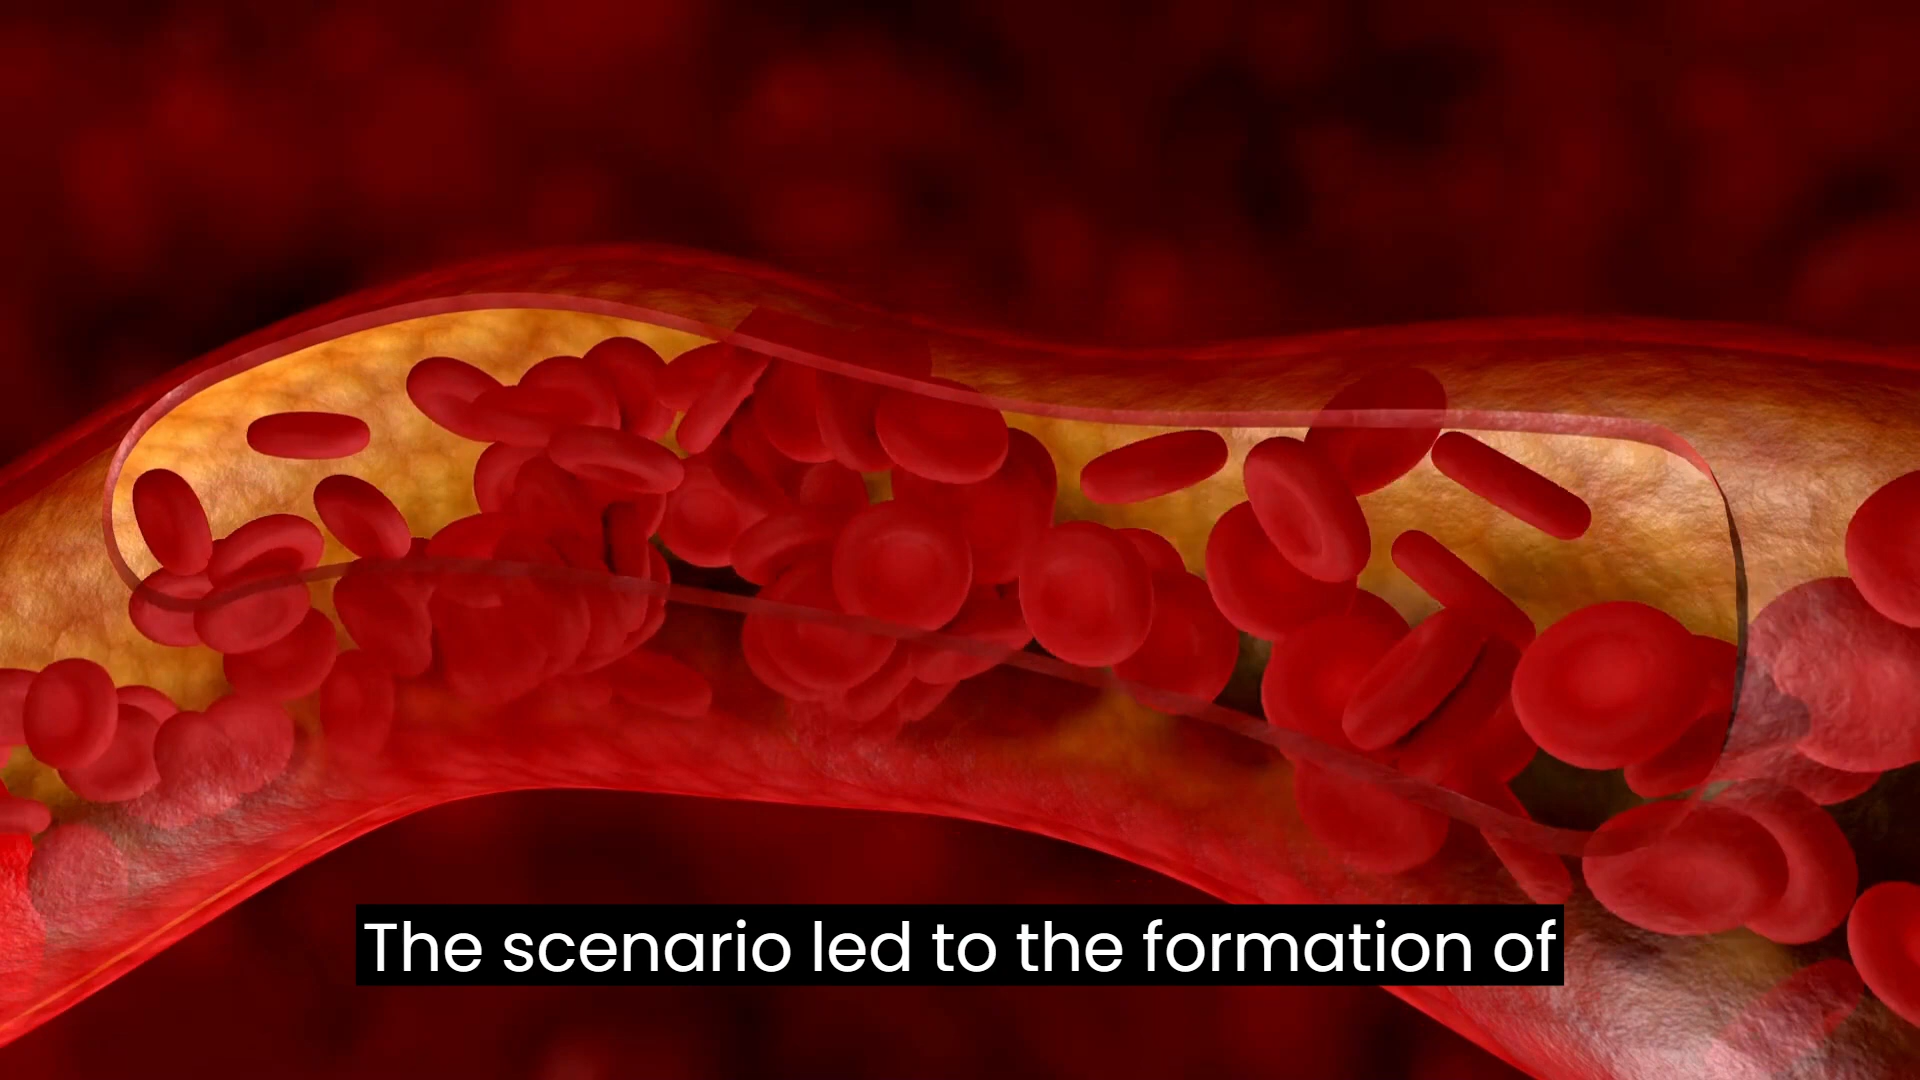 The scenario led to the formation of